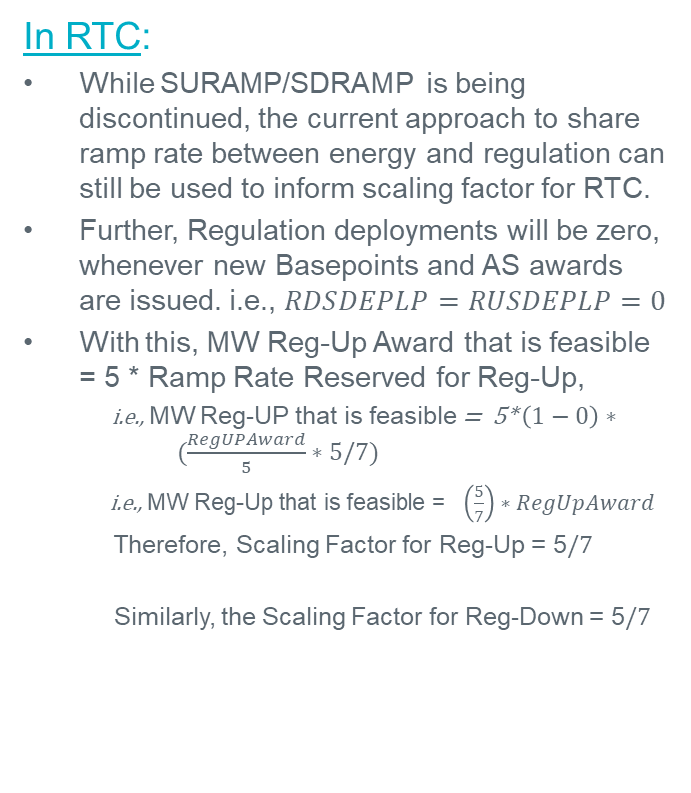 In RTC:
• While SURAMP/SDRAMP is being
discontinued, the current approach to share
ramp rate between energy and regulation can
still be used to inform scaling factor for RTC.
• Further, Regulation deployments will be zero,
whenever new Basepoints and AS awards
are issued. i.e., RDSDEPLP = RUSDEPLP = 0
• With this, MW Reg-Up Award that is feasible
= 5 * Ramp Rate Reserved for Reg-Up,
i.e., MW Reg-UP that is feasible = 5*(1 − 0) *
(RegUPAward/5 * 5/7)
i.e., MW Reg-Up that is feasible = (5/7) * RegUpAward
Therefore, Scaling Factor for Reg-Up = 5/7
Similarly, the Scaling Factor for Reg-Down = 5/7